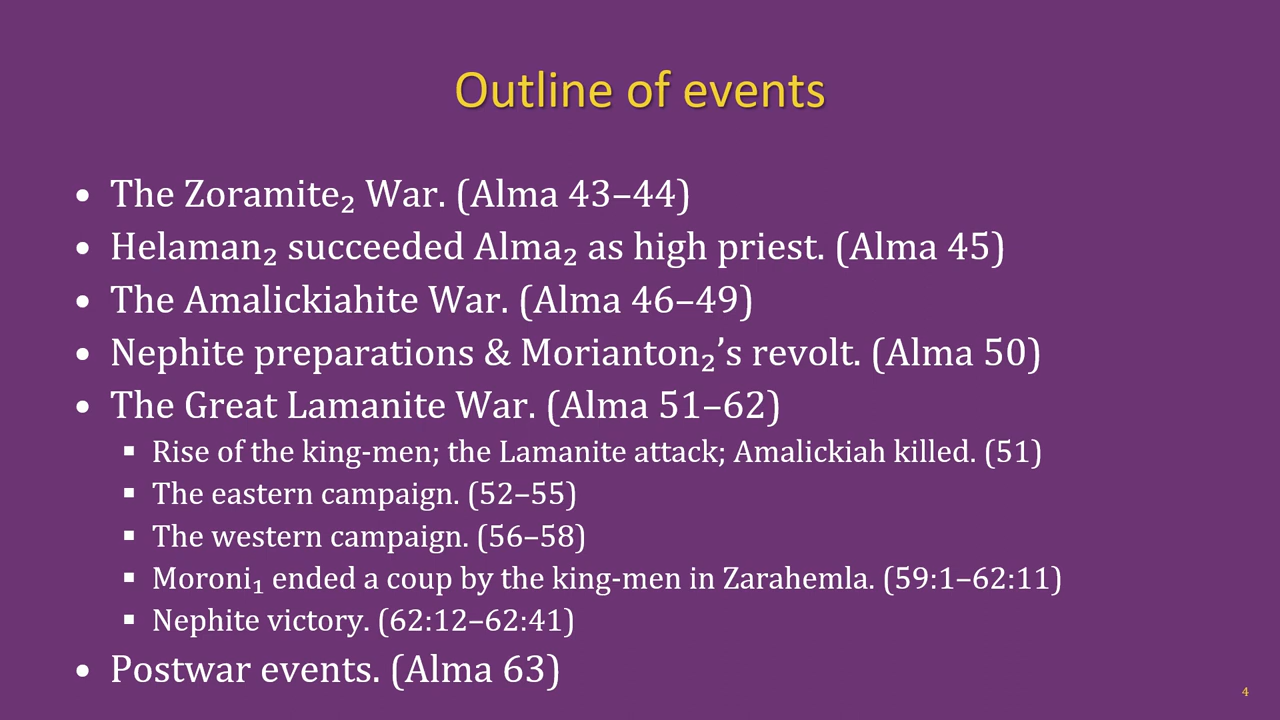 Outline of events
• The Zoramite₂ War. (Alma 43–44)
• Helaman₂ succeeded Alma₂ as high priest. (Alma 45)
• The Amalickiahite War. (Alma 46–49)
• Nephite preparations & Morianton₂’s revolt. (Alma 50)
• The Great Lamanite War. (Alma 51–62)
▪ Rise of the king-men; the Lamanite attack; Amalickiah killed. (51)
▪ The eastern campaign. (52–55)
▪ The western campaign. (56–58)
▪ Moroni₁ ended a coup by the king-men in Zarahemla. (59:1–62:11)
▪ Nephite victory. (62:12–62:41)
• Postwar events. (Alma 63)
4